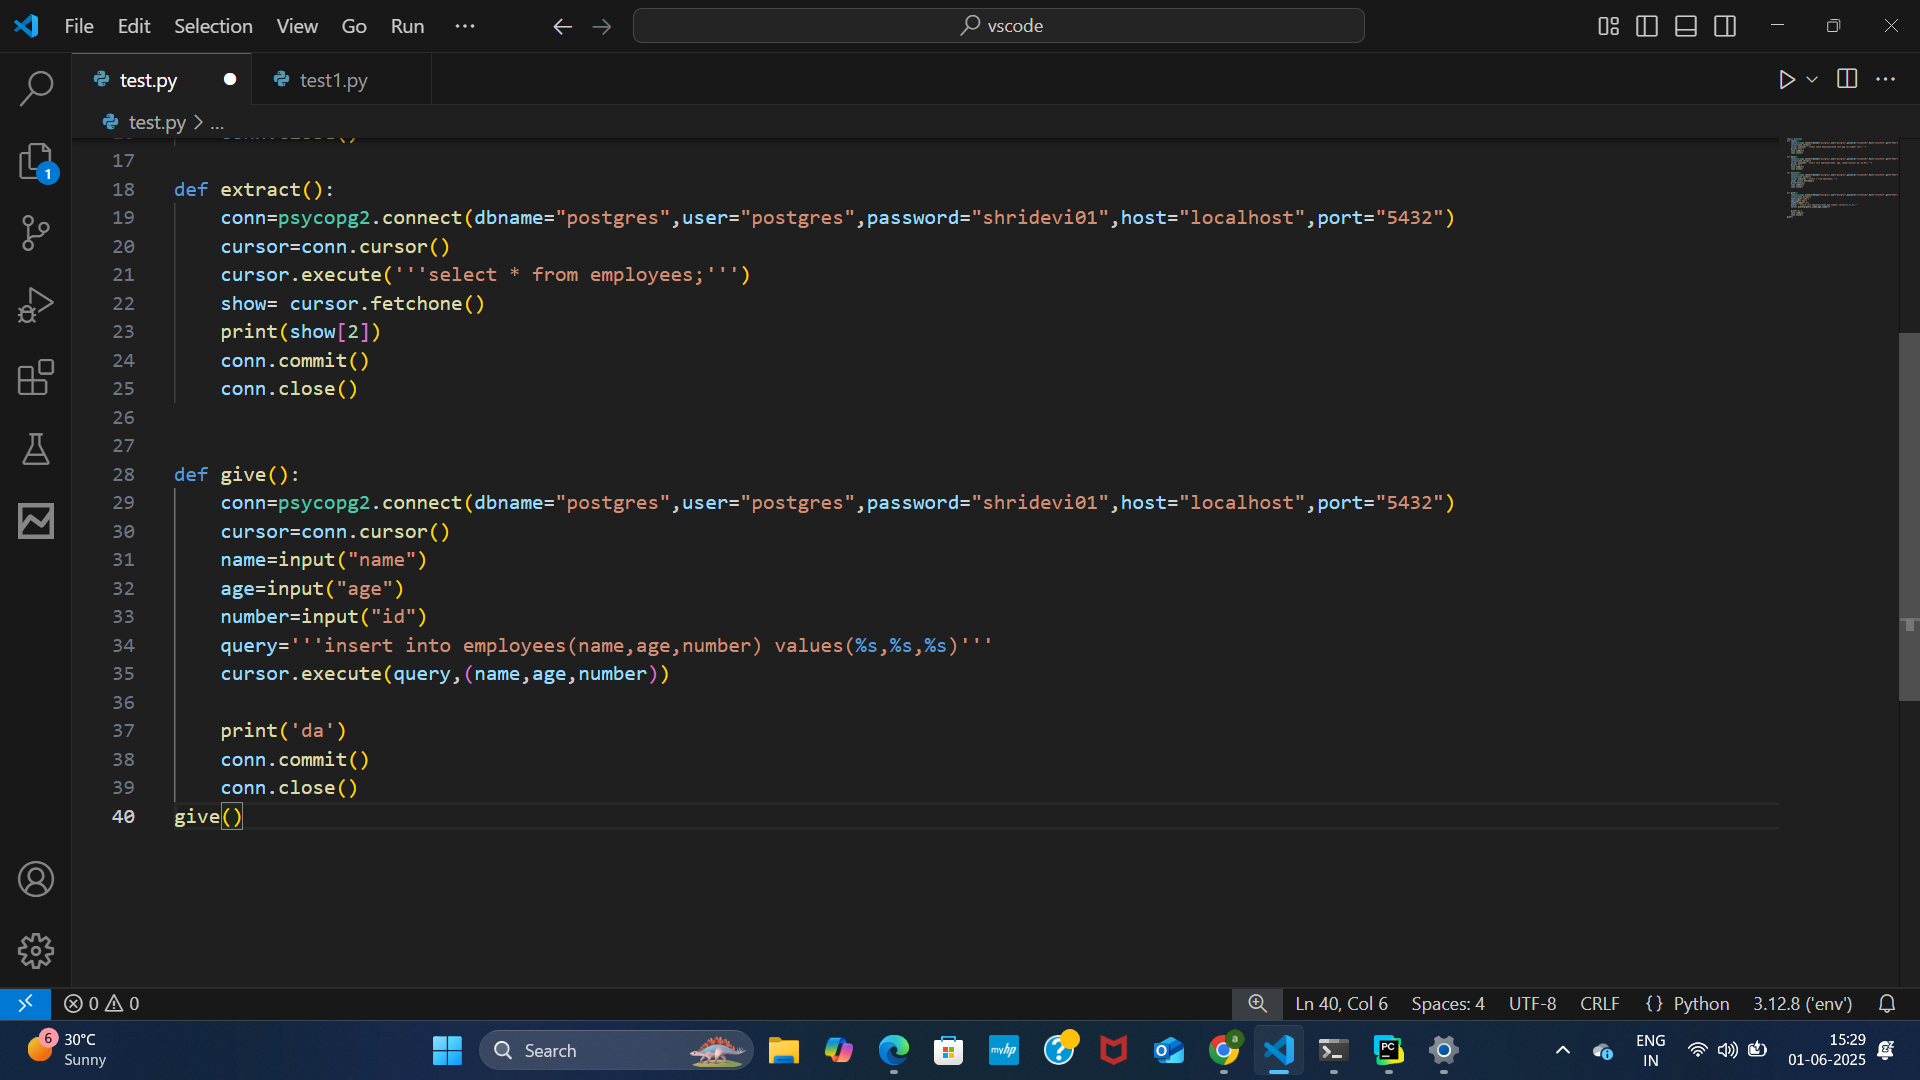 File Edit Selection View Go Run ··· vscode
test.py test1.py
test.py > ...
17
18 def extract():
19 conn=psycopg2.connect(dbname="postgres",user="postgres",password="shridevi01",host="localhost",port="5432")
20 cursor=conn.cursor()
21 cursor.execute('''select * from employees;''')
22 show= cursor.fetchone()
23 print(show[2])
24 conn.commit()
25 conn.close()
26
27
28 def give():
29 conn=psycopg2.connect(dbname="postgres",user="postgres",password="shridevi01",host="localhost",port="5432")
30 cursor=conn.cursor()
31 name=input("name")
32 age=input("age")
33 number=input("id")
34 query='''insert into employees(name,age,number) values(%s,%s,%s)'''
35 cursor.execute(query,(name,age,number))
36
37 print('da')
38 conn.commit()
39 conn.close()
40 give()
1
0 0 Ln 40, Col 6 Spaces: 4 UTF-8 CRLF {} Python 3.12.8 ('env')
6 30°C
Sunny
Search
myhp
PC
a
ENG
IN
15:29
01-06-2025